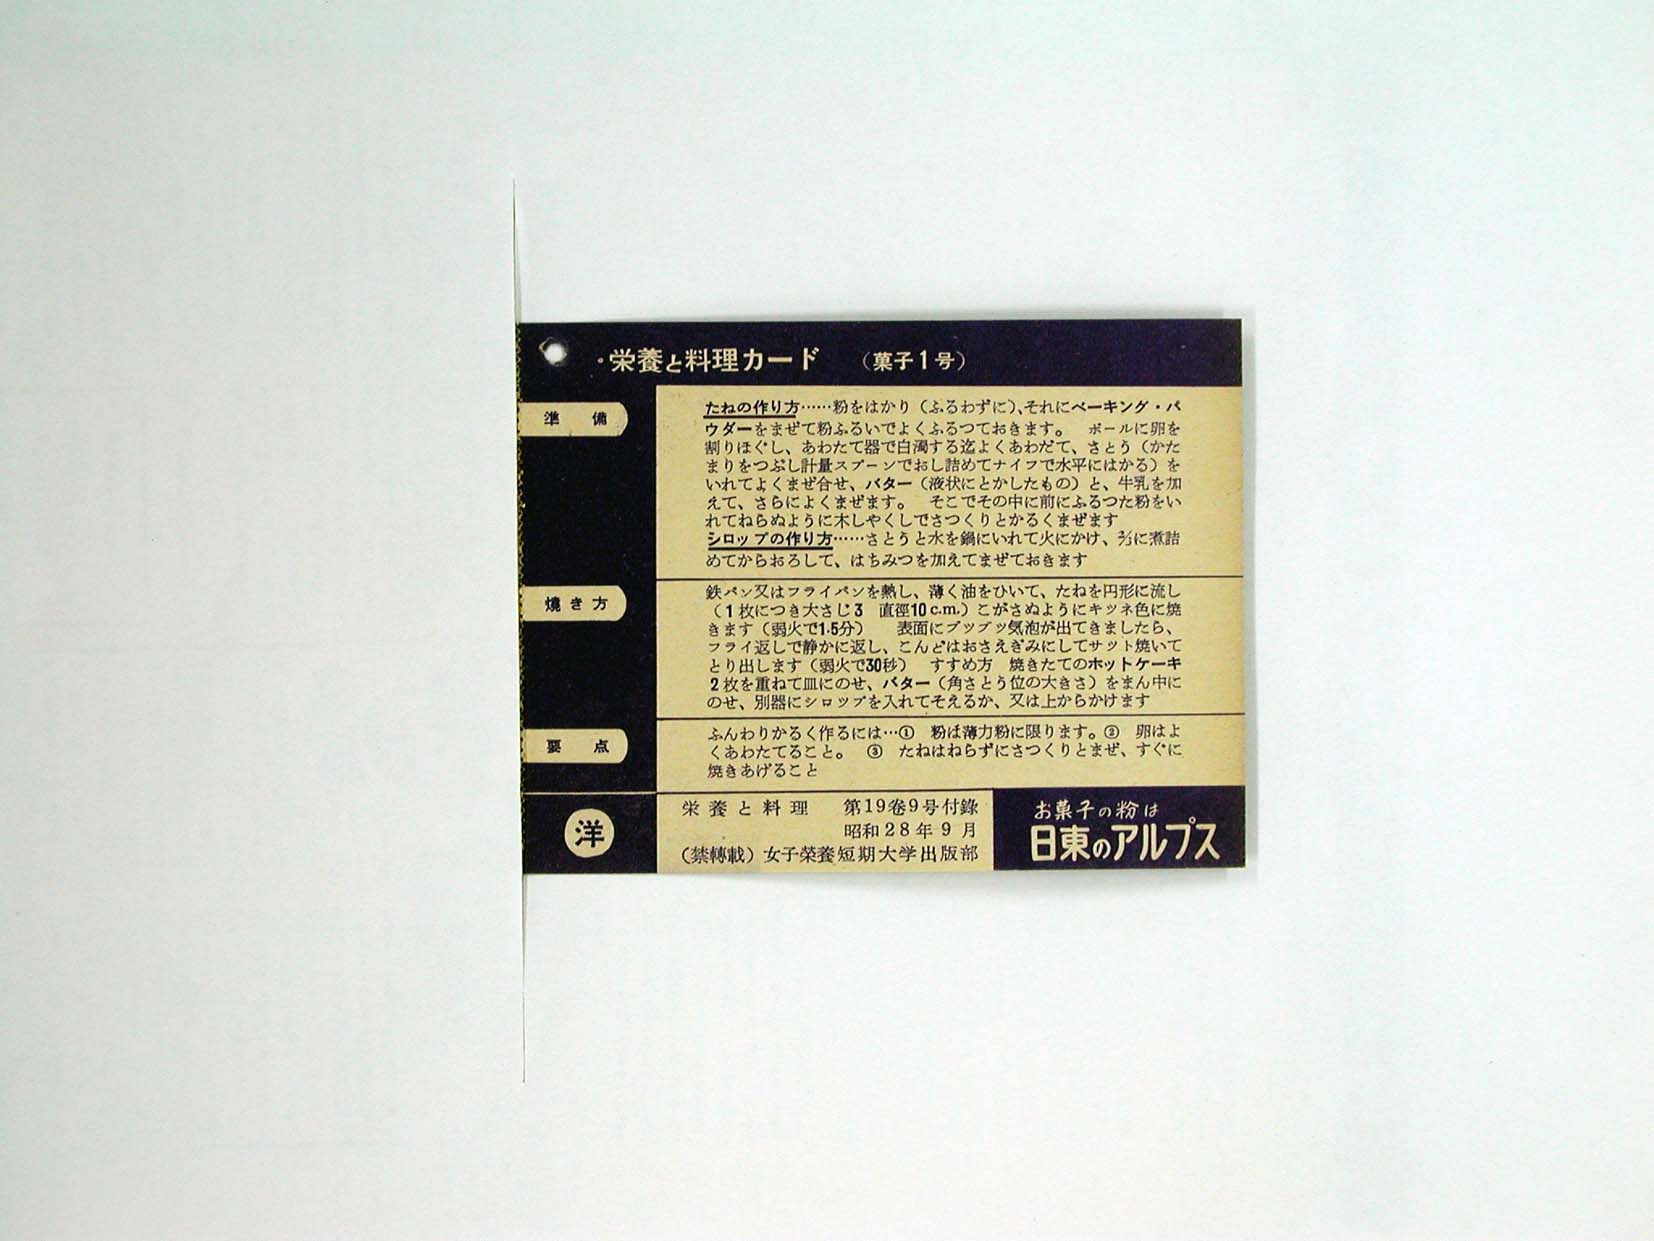 栄養と料理カード （菓子1号）
準備
たねの作り方……粉をはかり（ふるわずに）、それにベーキング・パ
ウダーをまぜて粉ふるいでよくふるつておきます。 ボールに卵を
割りほぐし、あわたて器で白濁する迄よくあわだて、さとう（かた
まりをつぶし計量スプーンでおし詰めてナイフで水平にはかる）を
いれてよくまぜ合せ、バター（液状にとかしたもの）と、牛乳を加
えて、さらによくまぜます。 そこでその中に前にふるつた粉をい
れてねらぬように木しやくしでさつくりとかるくまぜます
シロップの作り方……さとうと水を鍋にいれて火にかけ、⅔に煮詰
めてからおろして、はちみつを加えてまぜておきます
燒き方
鉄パン又はフライパンを熱し、薄く油をひいて、たねを円形に流し
（1枚につき大さじ3 直徑10c.m.）こがさぬようにキツネ色に焼
きます（弱火で1.5分） 表面にブツブツ気泡が出てきましたら、
フライ返しで静かに返し、こんどはおさえぎみにしてサット焼いて
とり出します（弱火で30秒） すすめ方 焼きたてのホットケーキ
2枚を重ねて皿にのせ、バター（角さとう位の大きさ）をまん中に
のせ、別器にシロップを入れてそえるか、又は上からかけます
要点
ふんわりかるく作るには…① 粉は薄力粉に限ります。② 卵はよ
くあわたてること。 ③ たねはねらずにさつくりとまぜ、すぐに
焼きあげること
洋
栄養と料理 第19卷9号付錄
昭和28年9月
（禁轉載）女子榮養短期大学出版部
お菓子の粉は
日東のアルプス